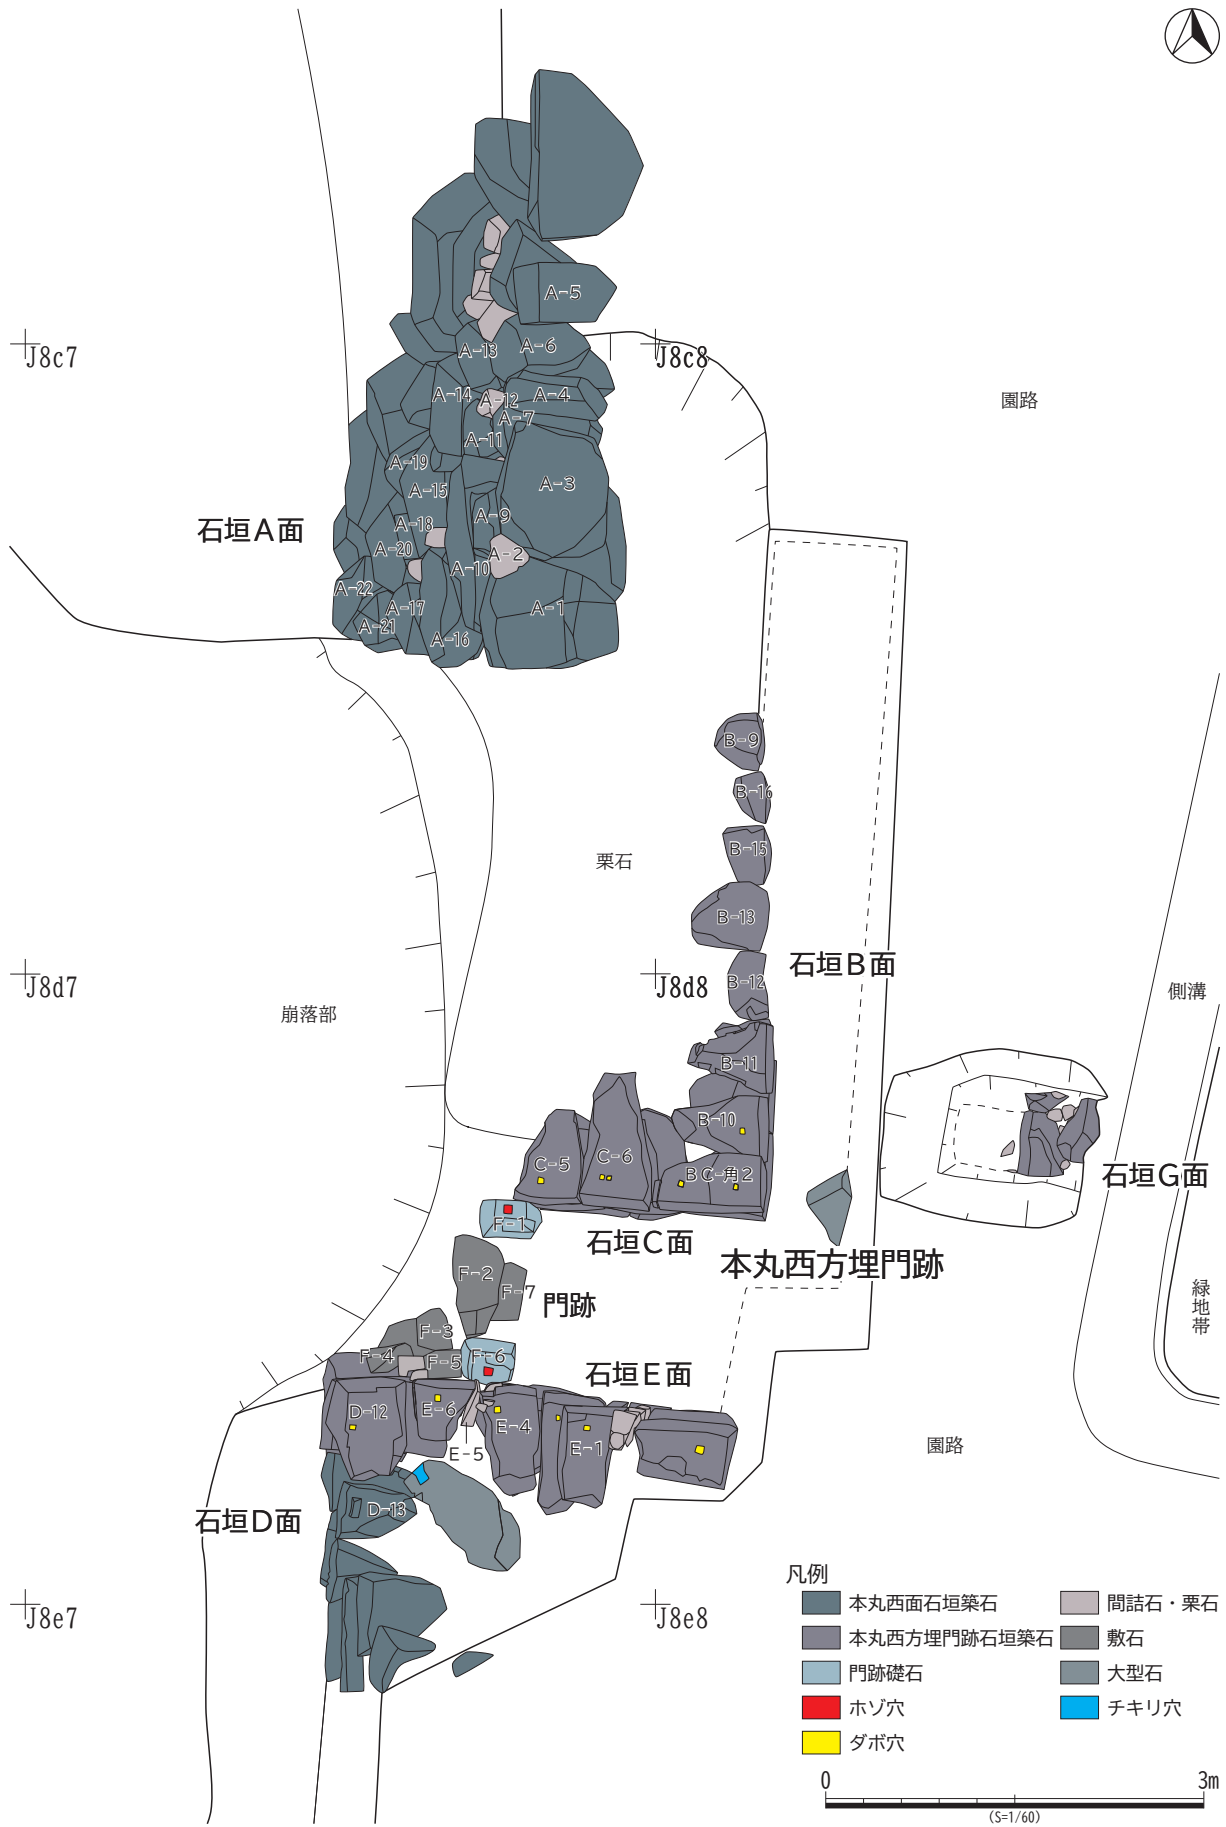 A-5
J8c7
A-13
A-6
J8c8
A-14
A-12
A-4
園路
A-7
A-11
A-19
A-15
A-3
石垣A面
A-18
A-9
A-20
A-2
A-10
A-22
A-17
A-1
A-21
A-16
B-9
B-16
B-15
栗石
B-13
石垣B面
J8d7
J8d8
B-12
側溝
崩落部
B-11
B-10
C-5
C-6
BC-角2
石垣G面
F-1
石垣C面
本丸西方埋門跡
F-2
F-7
門跡
緑地帯
F-3
F-4
F-5
F-6
石垣E面
D-12
E-6
E-4
E-5
E-1
園路
D-13
石垣D面
J8e7
J8e8
凡例
本丸西面石垣築石
間詰石・栗石
本丸西方埋門跡石垣築石
敷石
門跡礎石
大型石
ホゾ穴
チキリ穴
ダボ穴
0
3m
(S=1/60)